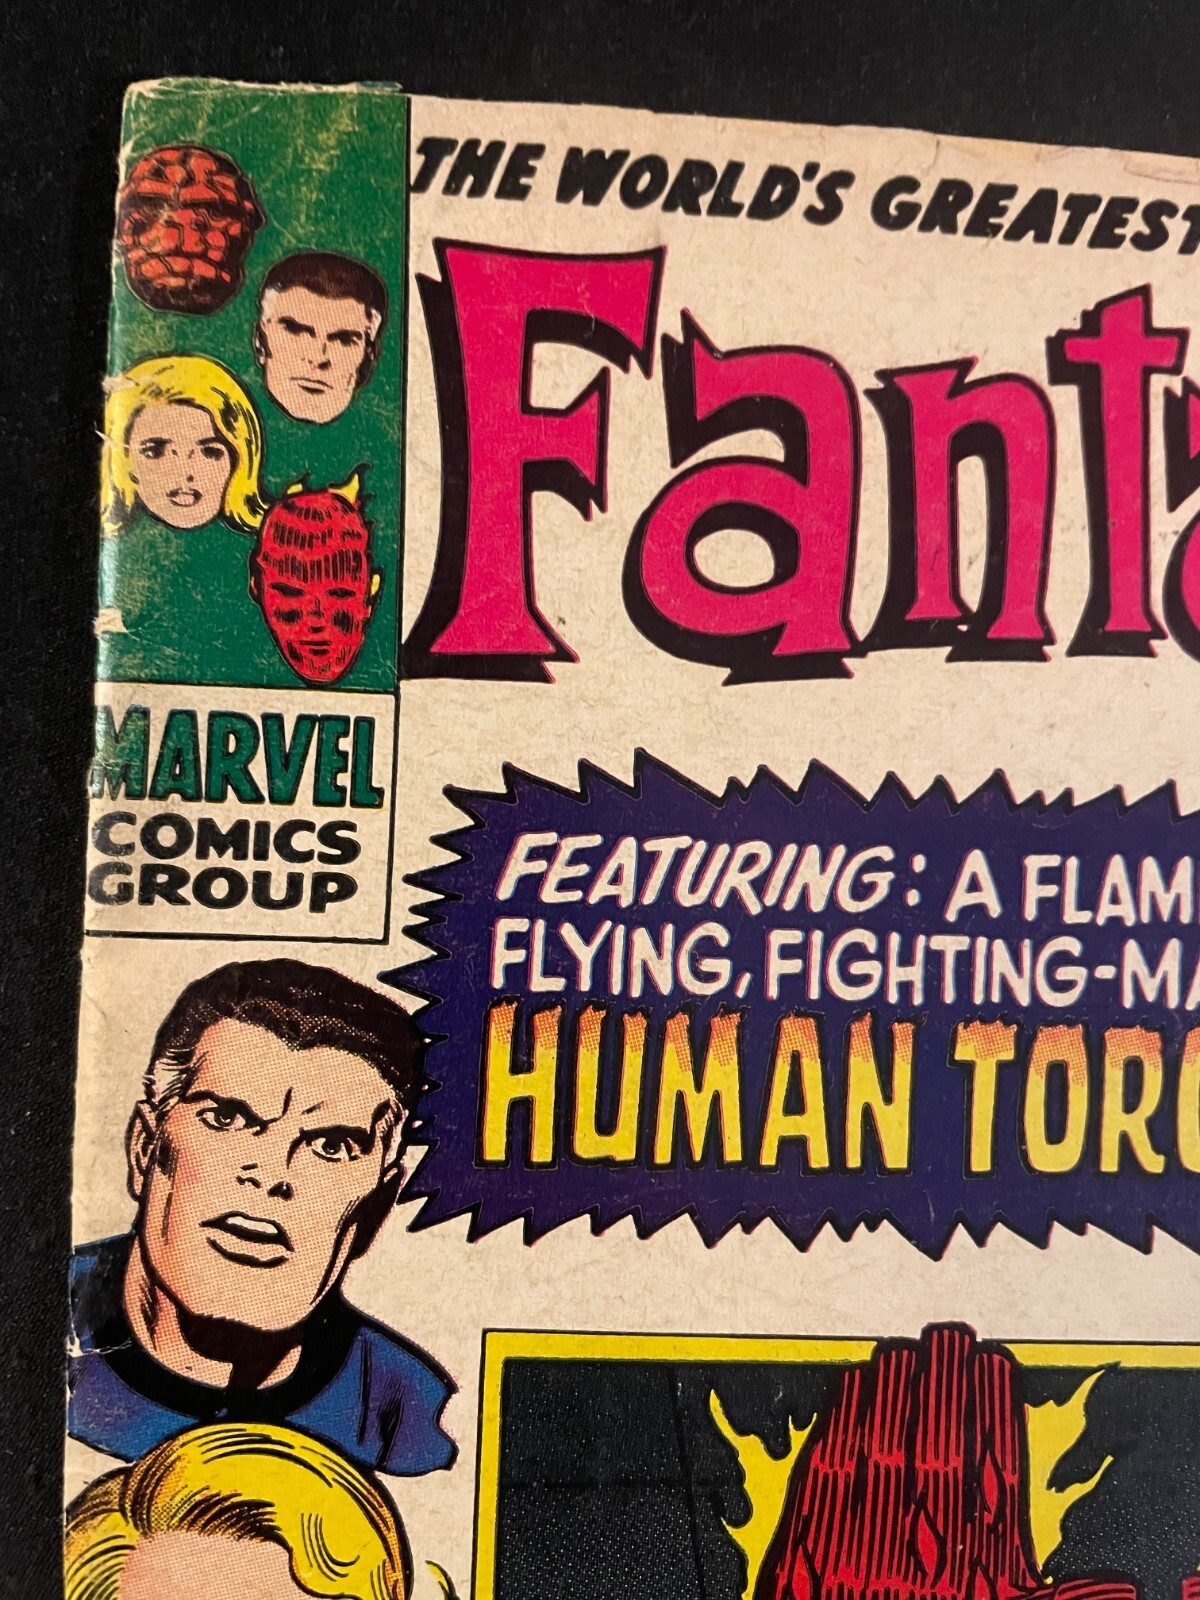 THE WORLD'S GREATEST
Fanta
MARVEL
COMICS
GROUP
FEATURING: A FLAM
FLYING, FIGHTING-MA
HUMAN TORC